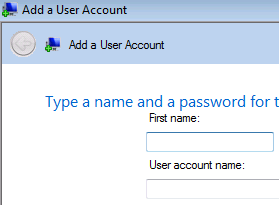 Add a User Account
Add a User Account
Type a name and a password for t
First name:
User account name: